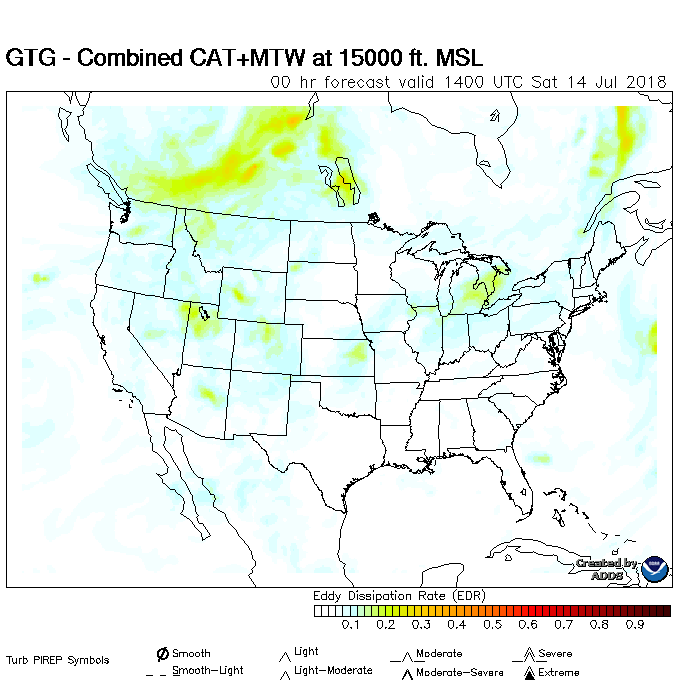 GTG - Combined CAT+MTW at 15000 ft. MSL
00 hr forecast valid 1400 UTC Sat 14 Jul 2018
Created by
ADDS
Eddy Dissipation Rate (EDR)
0.1 0.2 0.3 0.4 0.5 0.6 0.7 0.8 0.9
Turb PIREP Symbols
Smooth Light Moderate Severe
Smooth-Light Light-Moderate Moderate-Severe Extreme